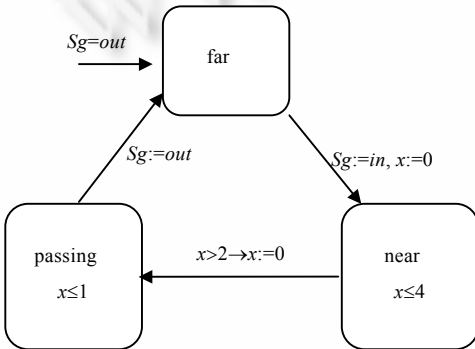 Sg=out
far
Sg:=out
Sg:=in, x:=0
passing
x≤1
x>2→x:=0
near
x≤4